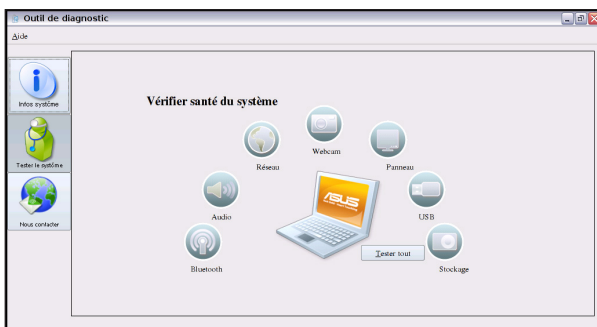 Outil de diagnostic
Aide
Infos système
Tester le système
Nous contacter
Vérifier santé du système
Webcam
Réseau
Panneau
Audio
USB
ASUS
Bluetooth
Tester tout
Stockage